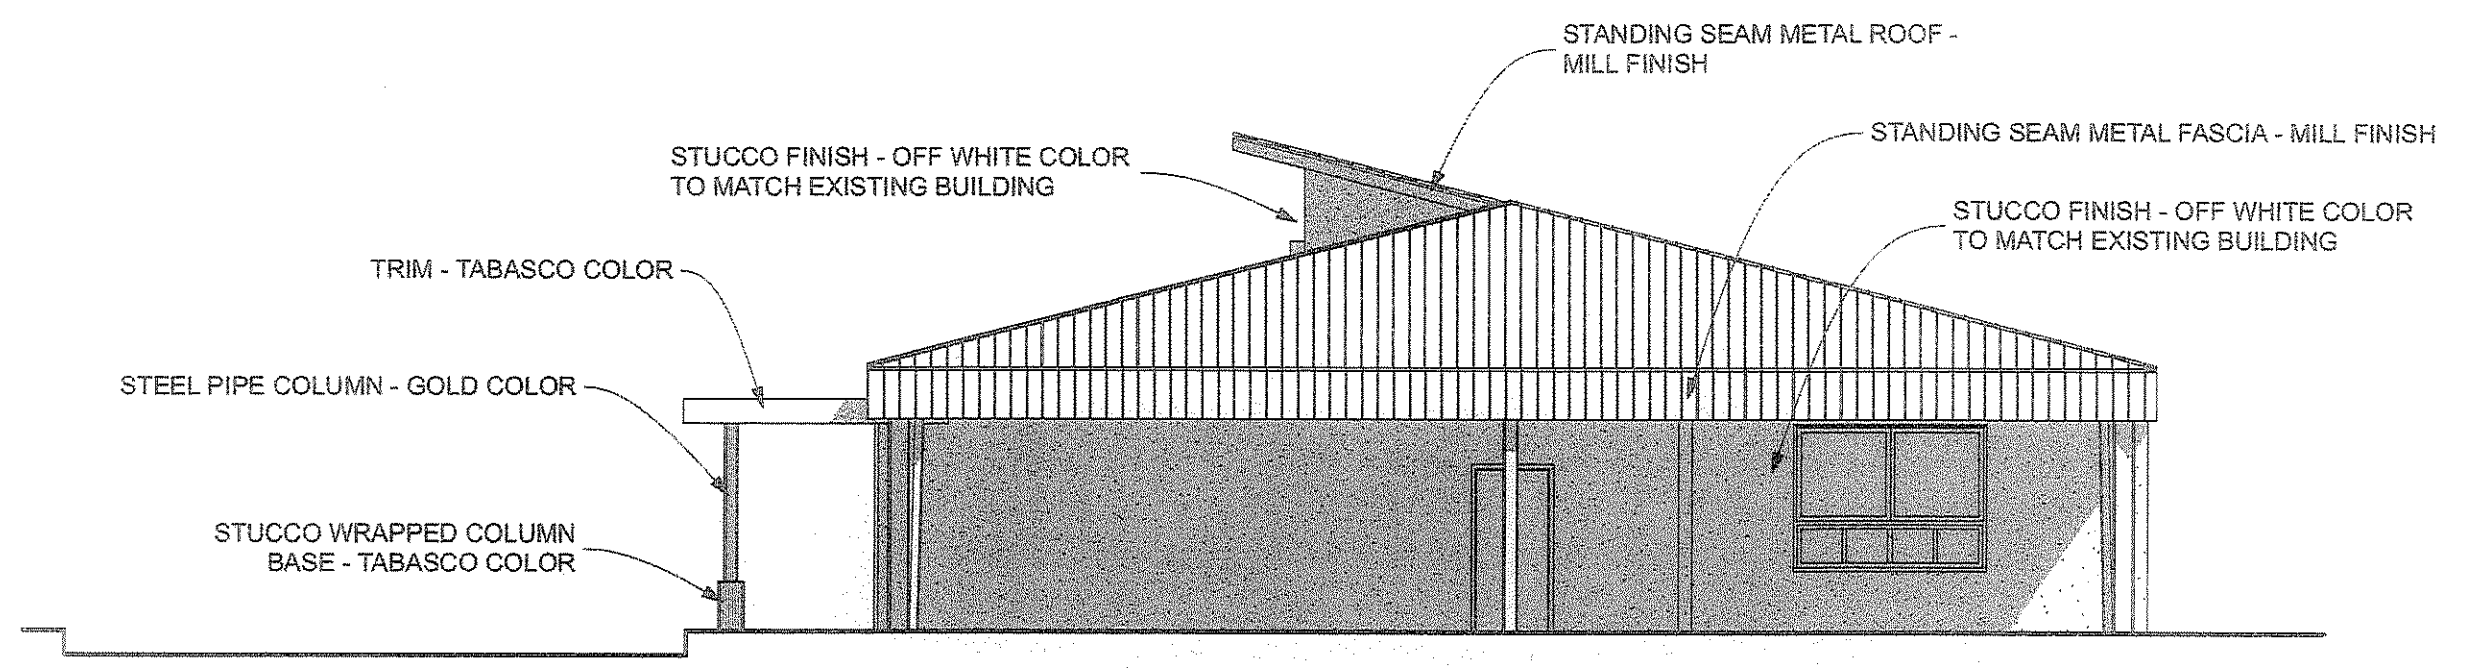 STANDING SEAM METAL ROOF -
MILL FINISH
STANDING SEAM METAL FASCIA - MILL FINISH
STUCCO FINISH - OFF WHITE COLOR
TO MATCH EXISTING BUILDING
STUCCO FINISH - OFF WHITE COLOR
TO MATCH EXISTING BUILDING
TRIM - TABASCO COLOR
STEEL PIPE COLUMN - GOLD COLOR
STUCCO WRAPPED COLUMN
BASE - TABASCO COLOR